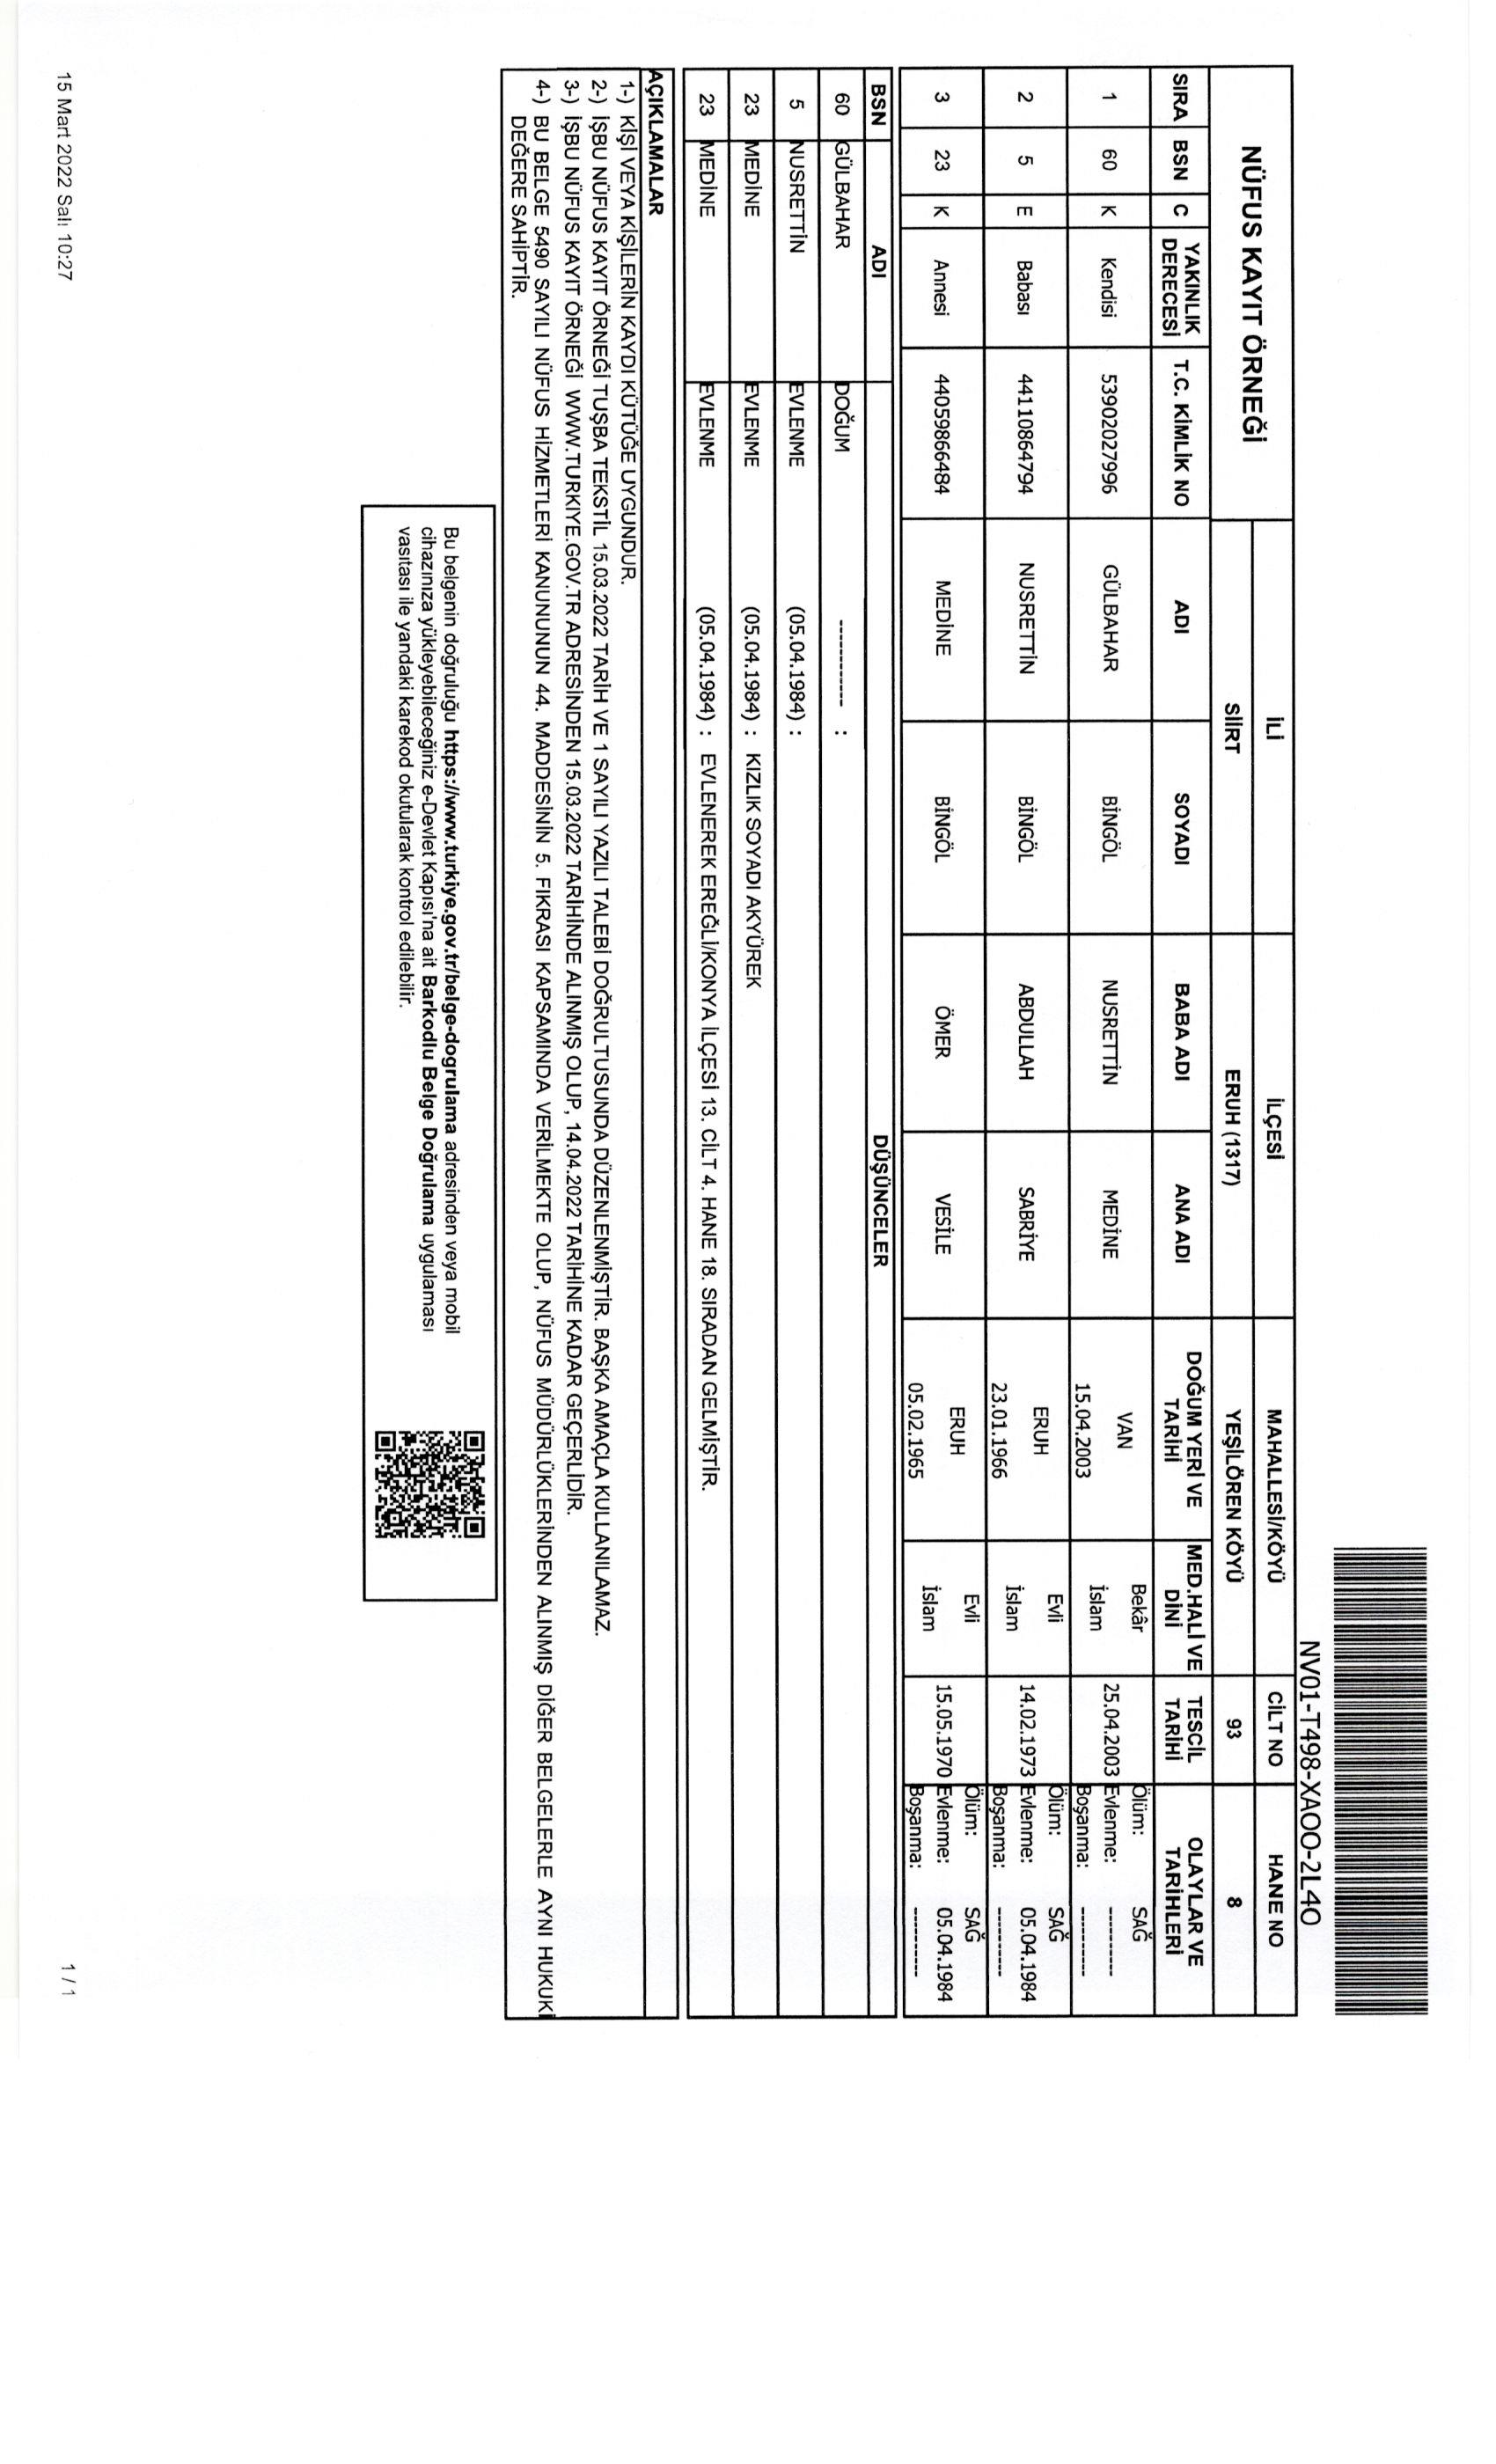 NV01-T498-XAOO-2L4O
NÜFUS KAYIT ÖRNEĞİ
İLİ İLÇESİ MAHALLESİ/KÖYÜ CİLT NO HANE NO
SİİRT ERUH (1317) YEŞİLÖREN KÖYÜ 93 8
SIRA BSN C YAKINLIK DERECESİ T.C. KİMLİK NO ADI SOYADI BABA ADI ANA ADI DOĞUM YERİ VE TARİHİ MED.HALİ VE DİNİ TESCİL TARİHİ OLAYLAR VE TARİHLERİ
1 60 K Kendisi 53902027996 GÜLBAHAR BİNGÖL NUSRETTİN MEDİNE VAN 15.04.2003 Bekâr İslam 25.04.2003 Ölüm: SAĞ Evlenme: ---------- Boşanma: ----------
2 5 E Babası 44110864794 NUSRETTİN BİNGÖL ABDULLAH SABRİYE ERUH 23.01.1966 Evli İslam 14.02.1973 Ölüm: SAĞ Evlenme: 05.04.1984 Boşanma: ----------
3 23 K Annesi 44059866484 MEDİNE BİNGÖL ÖMER VESİLE ERUH 05.02.1965 Evli İslam 15.05.1970 Ölüm: SAĞ Evlenme: 05.04.1984 Boşanma: ----------
BSN ADI DÜŞÜNCELER
60 GÜLBAHAR DOĞUM ----------- :
5 NUSRETTİN EVLENME (05.04.1984) :
23 MEDİNE EVLENME (05.04.1984) : KIZLIK SOYADI AKYÜREK
23 MEDİNE EVLENME (05.04.1984) : EVLENEREK EREĞLİ/KONYA İLÇESİ 13. CİLT 4. HANE 18. SIRADAN GELMİŞTİR.
AÇIKLAMALAR
1-) KİŞİ VEYA KİŞİLERİN KAYDI KÜTÜĞE UYGUNDUR.
2-) İŞBU NÜFUS KAYIT ÖRNEĞİ TUŞBA TEKSTİL 15.03.2022 TARİH VE 1 SAYILI YAZILI TALEBİ DOĞRULTUSUNDA DÜZENLENMİŞTİR. BAŞKA AMAÇLA KULLANILAMAZ.
3-) İŞBU NÜFUS KAYIT ÖRNEĞİ WWW.TURKIYE.GOV.TR ADRESİNDEN 15.03.2022 TARİHİNDE ALINMIŞ OLUP, 14.04.2022 TARİHİNE KADAR GEÇERLİDİR.
4-) BU BELGE 5490 SAYILI NÜFUS HİZMETLERİ KANUNUNUN 44. MADDESİNİN 5. FIKRASI KAPSAMINDA VERİLMEKTE OLUP, NÜFUS MÜDÜRLÜKLERİNDEN ALINMIŞ DİĞER BELGELERLE AYNI HUKUKİ
DEĞERE SAHİPTİR.
Bu belgenin doğruluğu https://www.turkiye.gov.tr/belge-dogrulama adresinden veya mobil
cihazınıza yükleyebileceğiniz e-Devlet Kapısı'na ait Barkodlu Belge Doğrulama uygulaması
vasıtası ile yandaki karekod okutularak kontrol edilebilir.
15 Mart 2022 Salı 10:27
1 / 1